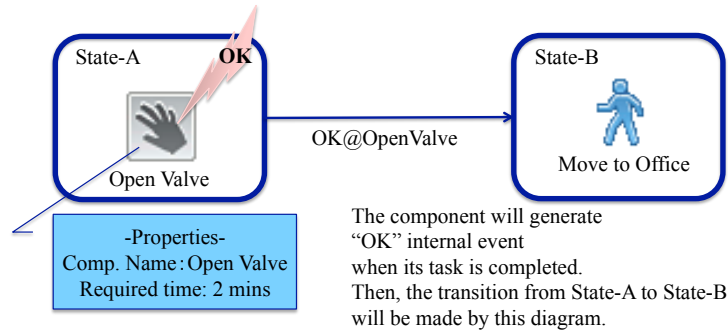 State-A
OK
Open Valve
OK@OpenValve
State-B
Move to Office
-Properties-
Comp. Name:Open Valve
Required time: 2 mins
The component will generate
“OK” internal event
when its task is completed.
Then, the transition from State-A to State-B
will be made by this diagram.